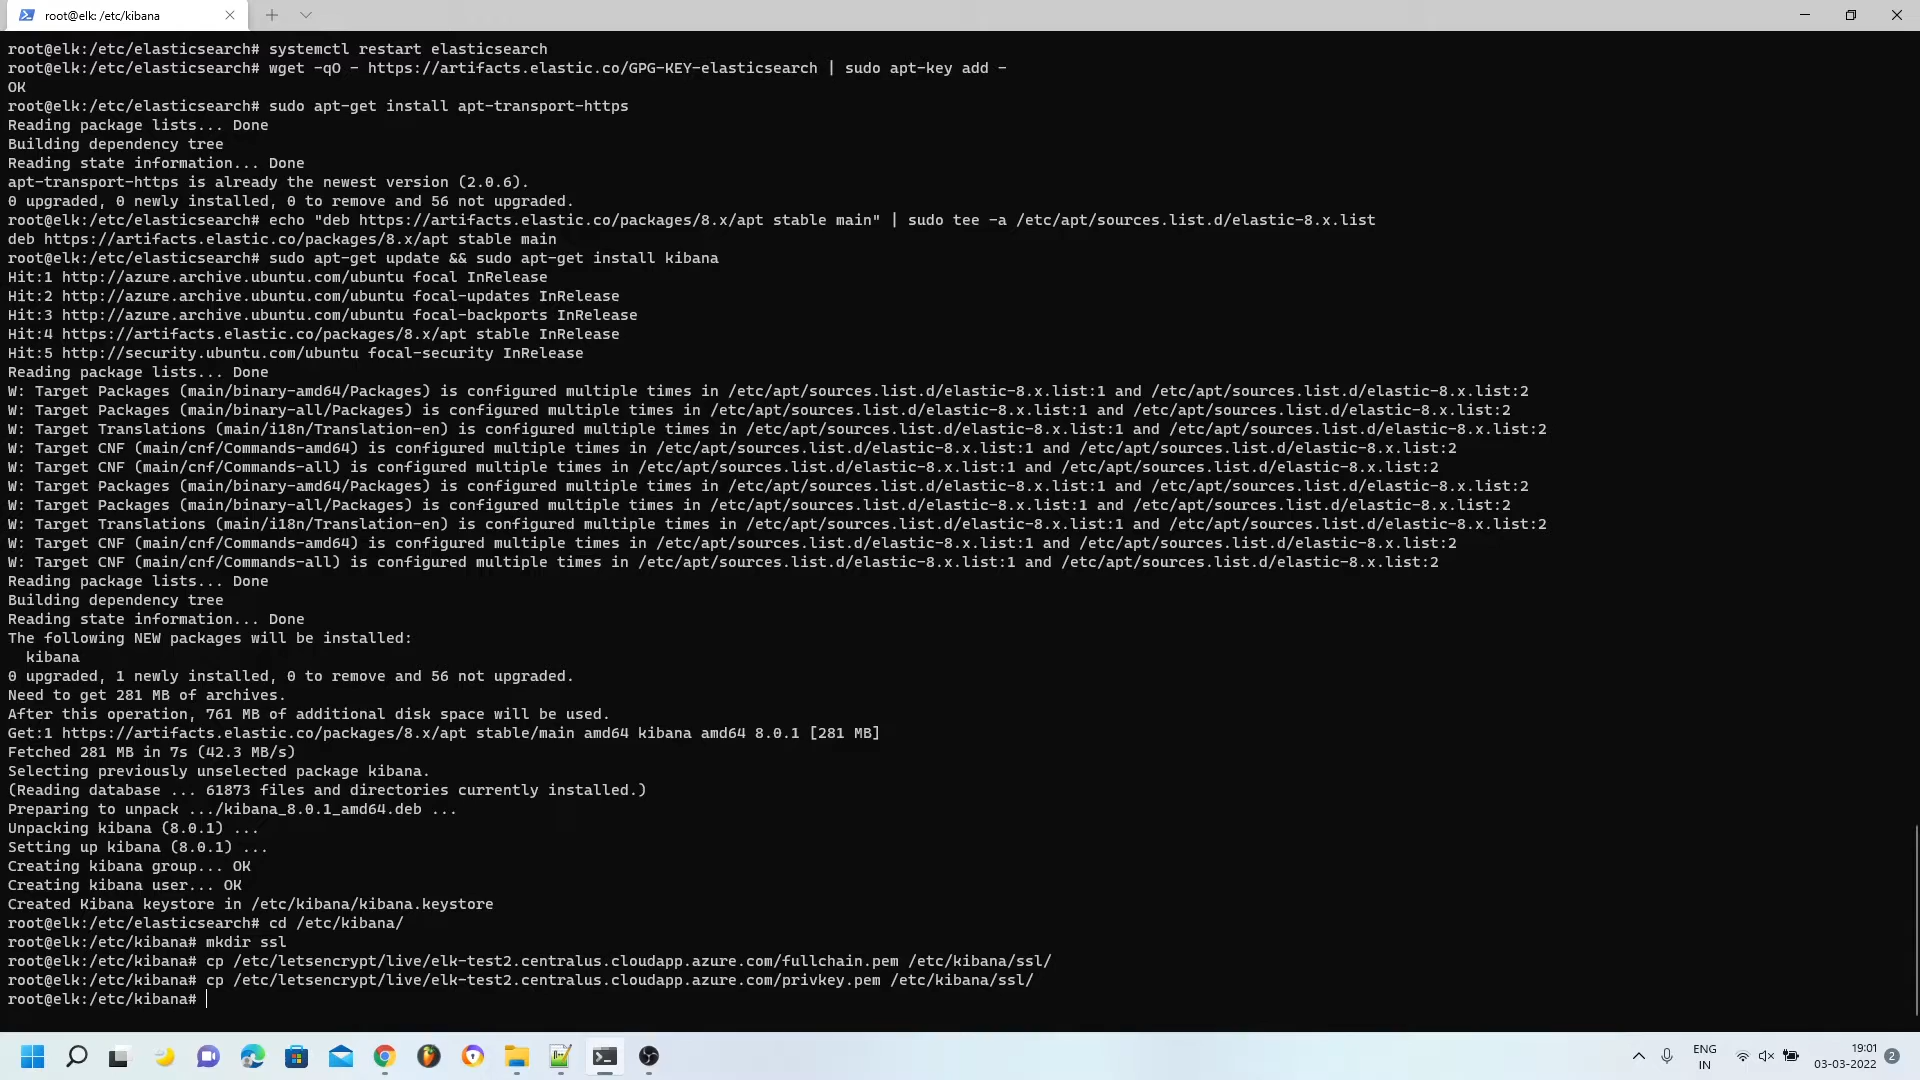 root@elk: /etc/kibana
root@elk:/etc/elasticsearch# systemctl restart elasticsearch
root@elk:/etc/elasticsearch# wget -qO - https://artifacts.elastic.co/GPG-KEY-elasticsearch | sudo apt-key add -
OK
root@elk:/etc/elasticsearch# sudo apt-get install apt-transport-https
Reading package lists... Done
Building dependency tree
Reading state information... Done
apt-transport-https is already the newest version (2.0.6).
0 upgraded, 0 newly installed, 0 to remove and 56 not upgraded.
root@elk:/etc/elasticsearch# echo "deb https://artifacts.elastic.co/packages/8.x/apt stable main" | sudo tee -a /etc/apt/sources.list.d/elastic-8.x.list
deb https://artifacts.elastic.co/packages/8.x/apt stable main
root@elk:/etc/elasticsearch# sudo apt-get update && sudo apt-get install kibana
Hit:1 http://azure.archive.ubuntu.com/ubuntu focal InRelease
Hit:2 http://azure.archive.ubuntu.com/ubuntu focal-updates InRelease
Hit:3 http://azure.archive.ubuntu.com/ubuntu focal-backports InRelease
Hit:4 https://artifacts.elastic.co/packages/8.x/apt stable InRelease
Hit:5 http://security.ubuntu.com/ubuntu focal-security InRelease
Reading package lists... Done
W: Target Packages (main/binary-amd64/Packages) is configured multiple times in /etc/apt/sources.list.d/elastic-8.x.list:1 and /etc/apt/sources.list.d/elastic-8.x.list:2
W: Target Packages (main/binary-all/Packages) is configured multiple times in /etc/apt/sources.list.d/elastic-8.x.list:1 and /etc/apt/sources.list.d/elastic-8.x.list:2
W: Target Translations (main/i18n/Translation-en) is configured multiple times in /etc/apt/sources.list.d/elastic-8.x.list:1 and /etc/apt/sources.list.d/elastic-8.x.list:2
W: Target CNF (main/cnf/Commands-amd64) is configured multiple times in /etc/apt/sources.list.d/elastic-8.x.list:1 and /etc/apt/sources.list.d/elastic-8.x.list:2
W: Target CNF (main/cnf/Commands-all) is configured multiple times in /etc/apt/sources.list.d/elastic-8.x.list:1 and /etc/apt/sources.list.d/elastic-8.x.list:2
W: Target Packages (main/binary-amd64/Packages) is configured multiple times in /etc/apt/sources.list.d/elastic-8.x.list:1 and /etc/apt/sources.list.d/elastic-8.x.list:2
W: Target Packages (main/binary-all/Packages) is configured multiple times in /etc/apt/sources.list.d/elastic-8.x.list:1 and /etc/apt/sources.list.d/elastic-8.x.list:2
W: Target Translations (main/i18n/Translation-en) is configured multiple times in /etc/apt/sources.list.d/elastic-8.x.list:1 and /etc/apt/sources.list.d/elastic-8.x.list:2
W: Target CNF (main/cnf/Commands-amd64) is configured multiple times in /etc/apt/sources.list.d/elastic-8.x.list:1 and /etc/apt/sources.list.d/elastic-8.x.list:2
W: Target CNF (main/cnf/Commands-all) is configured multiple times in /etc/apt/sources.list.d/elastic-8.x.list:1 and /etc/apt/sources.list.d/elastic-8.x.list:2
Reading package lists... Done
Building dependency tree
Reading state information... Done
The following NEW packages will be installed:
kibana
0 upgraded, 1 newly installed, 0 to remove and 56 not upgraded.
Need to get 281 MB of archives.
After this operation, 761 MB of additional disk space will be used.
Get:1 https://artifacts.elastic.co/packages/8.x/apt stable/main amd64 kibana amd64 8.0.1 [281 MB]
Fetched 281 MB in 7s (42.3 MB/s)
Selecting previously unselected package kibana.
(Reading database ... 61873 files and directories currently installed.)
Preparing to unpack .../kibana_8.0.1_amd64.deb ...
Unpacking kibana (8.0.1) ...
Setting up kibana (8.0.1) ...
Creating kibana group... OK
Creating kibana user... OK
Created Kibana keystore in /etc/kibana/kibana.keystore
root@elk:/etc/elasticsearch# cd /etc/kibana/
root@elk:/etc/kibana# mkdir ssl
root@elk:/etc/kibana# cp /etc/letsencrypt/live/elk-test2.centralus.cloudapp.azure.com/fullchain.pem /etc/kibana/ssl/
root@elk:/etc/kibana# cp /etc/letsencrypt/live/elk-test2.centralus.cloudapp.azure.com/privkey.pem /etc/kibana/ssl/
root@elk:/etc/kibana#
ENG
IN
19:01
03-03-2022
2